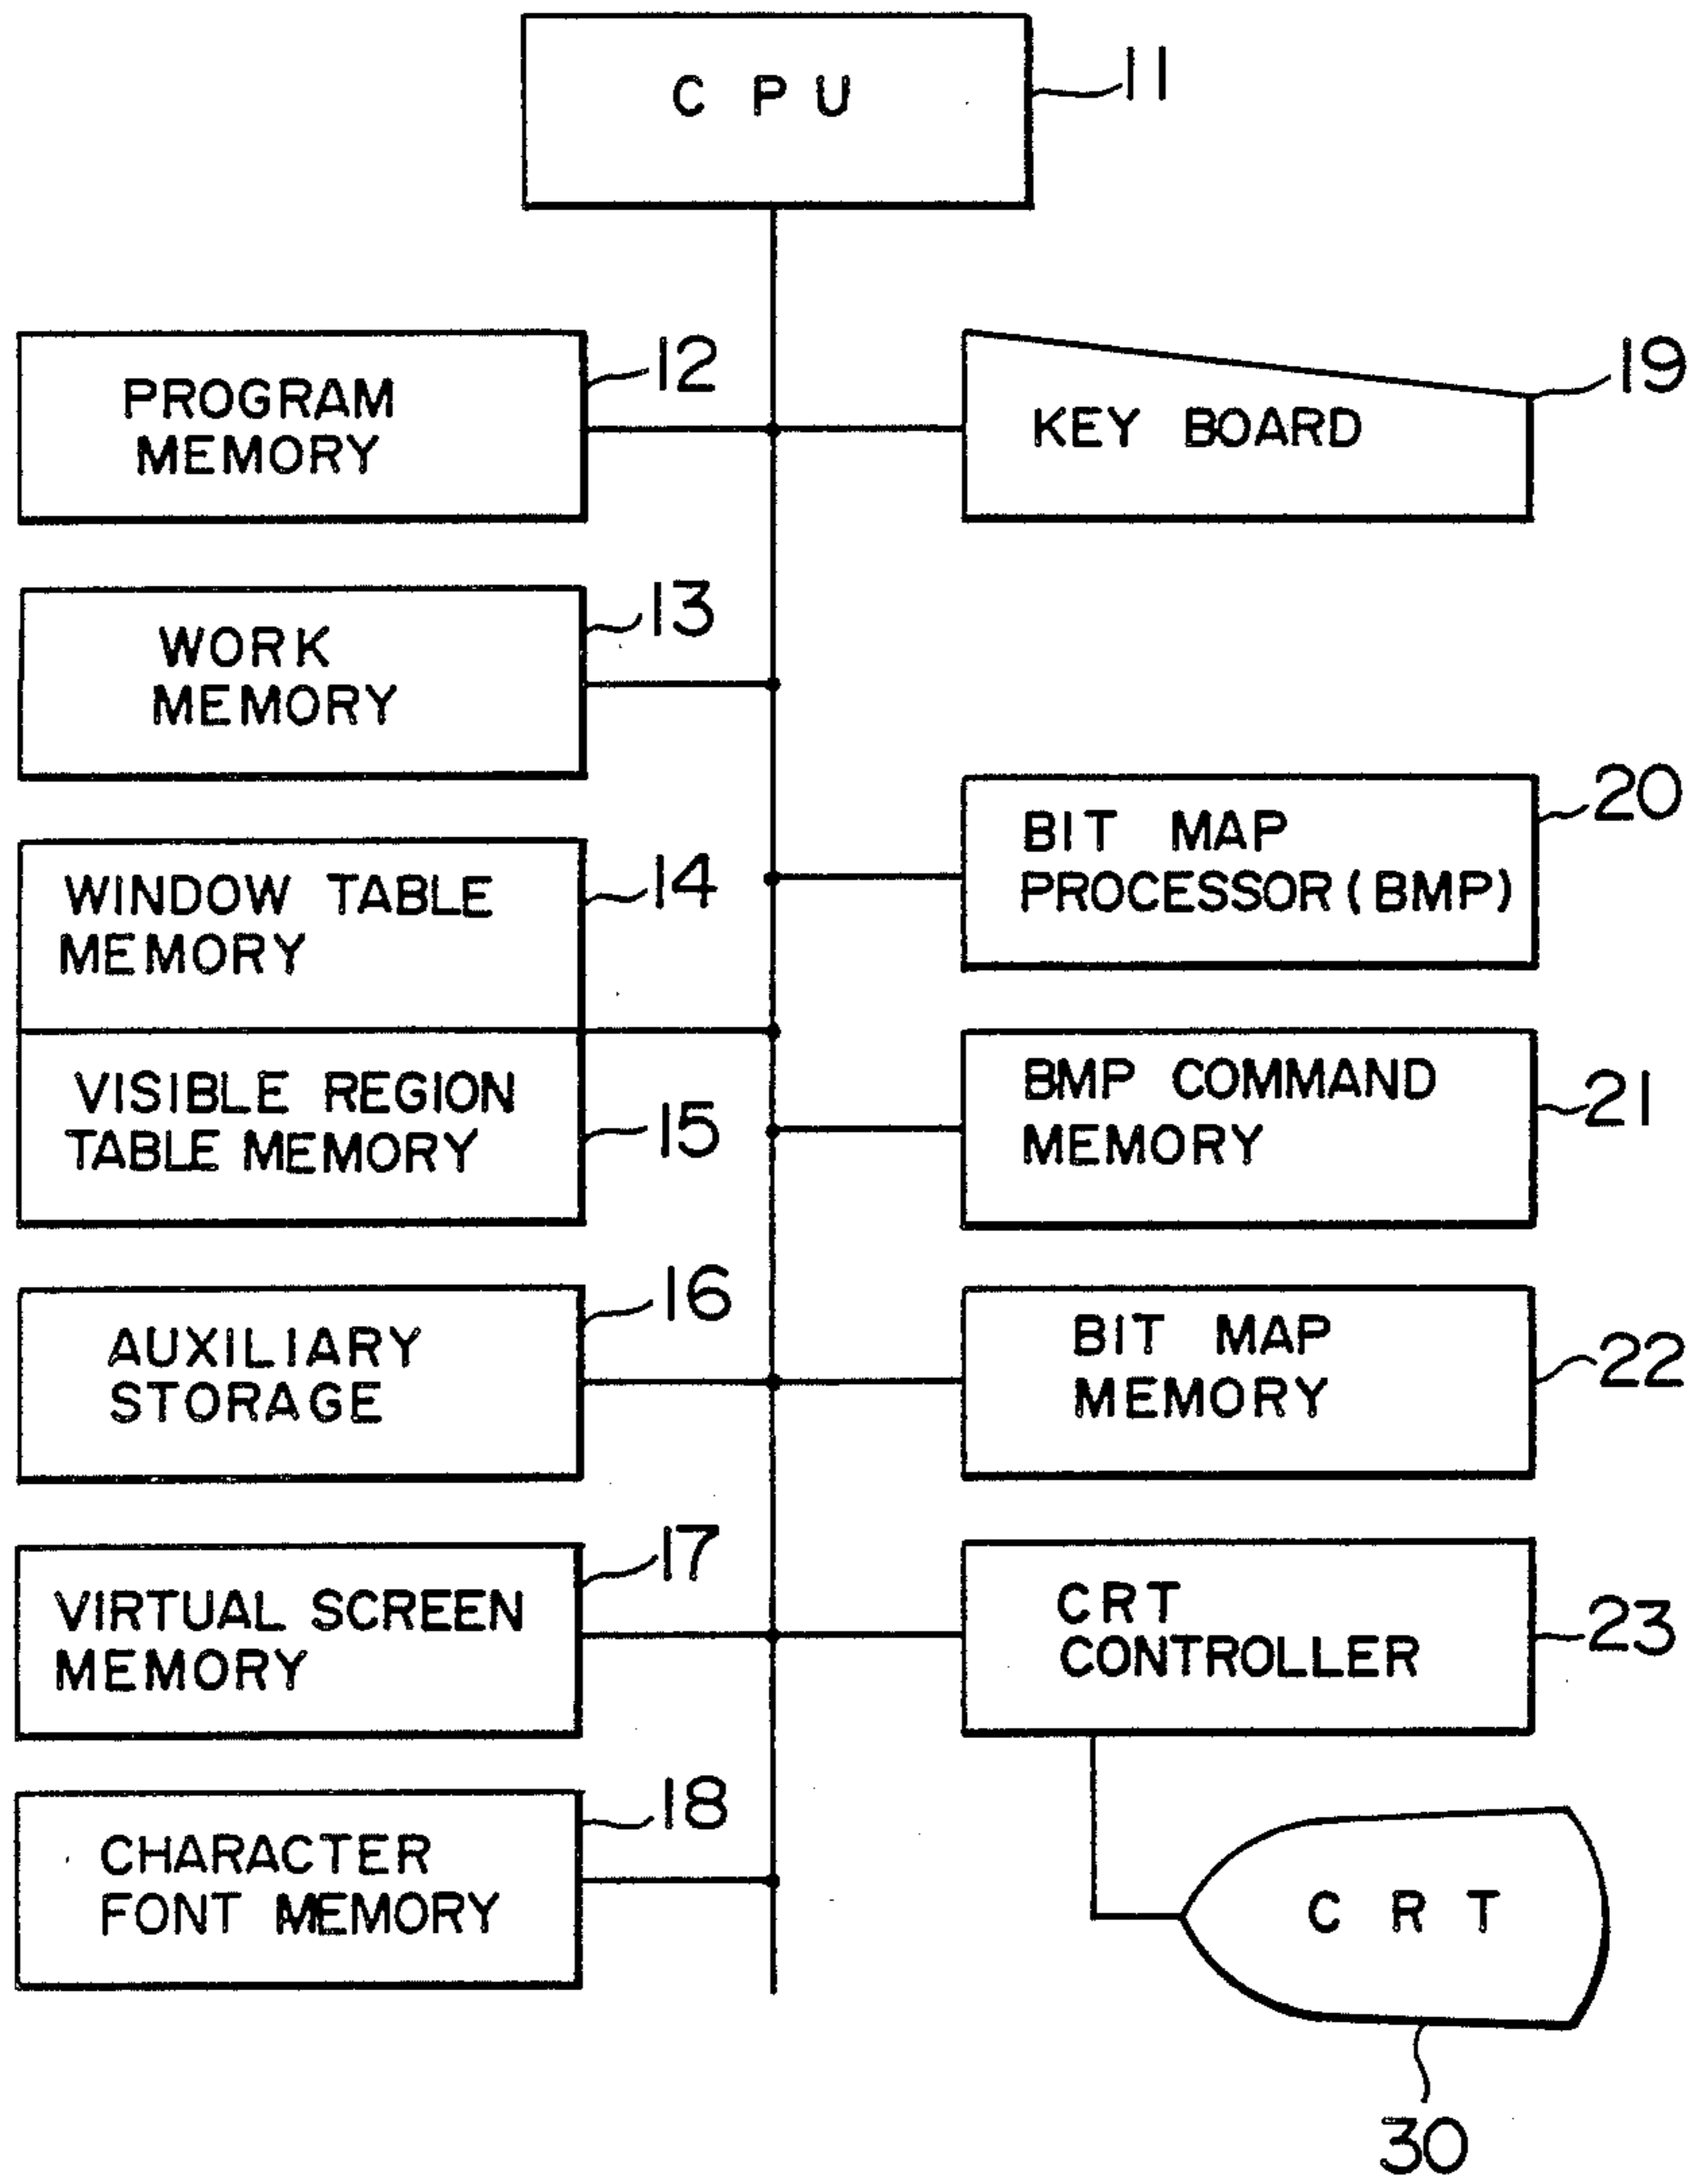 C P U
11
PROGRAM
MEMORY
12
KEY BOARD
19
WORK
MEMORY
13
WINDOW TABLE
MEMORY
14
BIT MAP
PROCESSOR (BMP)
20
VISIBLE REGION
TABLE MEMORY
15
BMP COMMAND
MEMORY
21
AUXILIARY
STORAGE
16
BIT MAP
MEMORY
22
VIRTUAL SCREEN
MEMORY
17
CRT
CONTROLLER
23
CHARACTER
FONT MEMORY
18
C R T
30